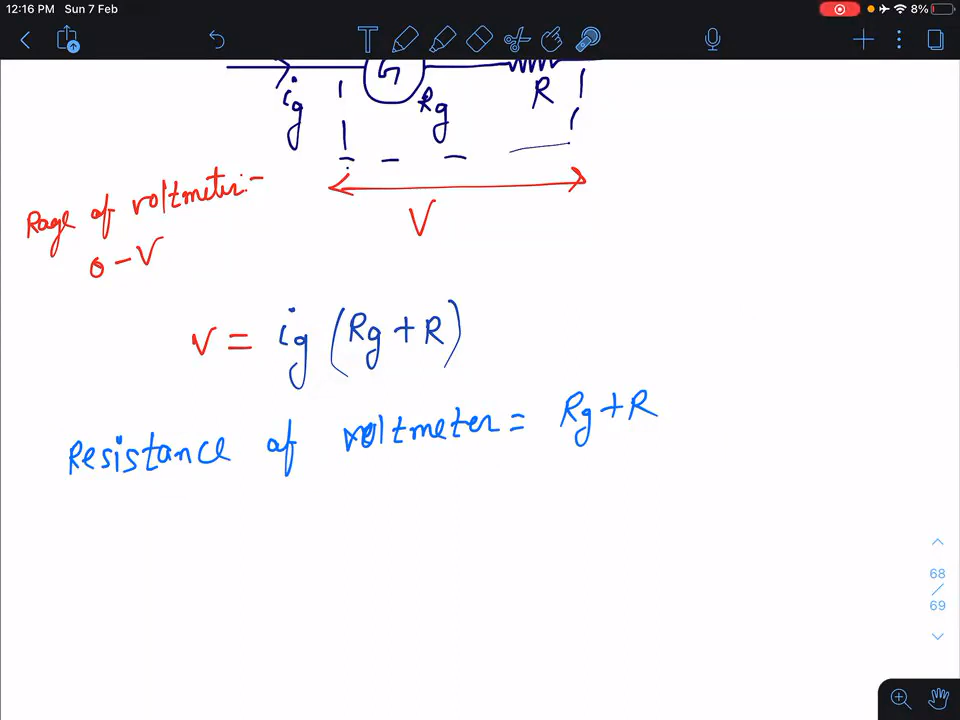 12:16 PM Sun 7 Feb
8%
G
ig
Rg
R
Rage of voltmeter:-
0-V
V
V = ig (Rg + R)
Resistance of voltmeter = Rg + R
68
/
69